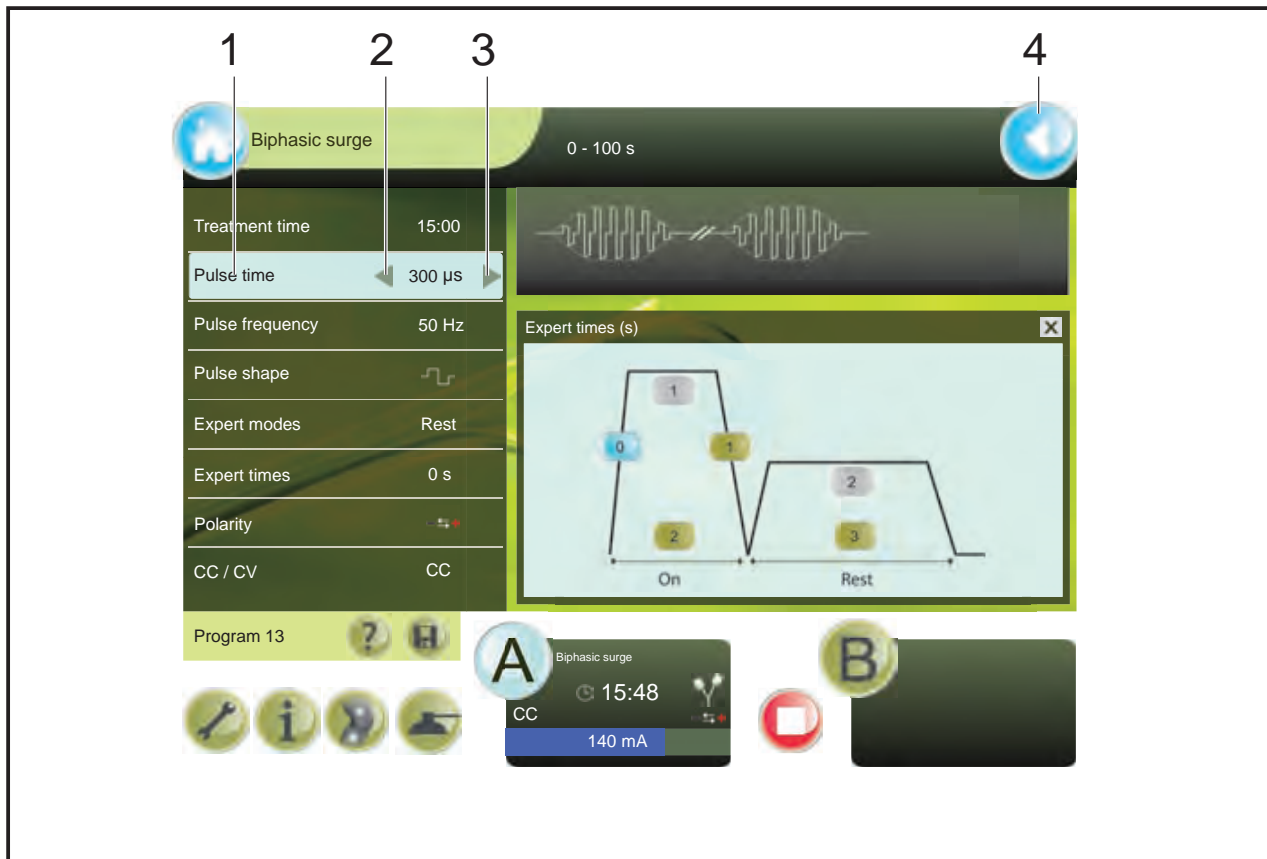 1 2 3 4
Biphasic surge
0 - 100 s
Treatment time 15:00
Pulse time 300 µs
Pulse frequency 50 Hz
Pulse shape
Expert modes Rest
Expert times 0 s
Polarity
CC / CV CC
Expert times (s)
1
0 1
2
2 3
On Rest
Program 13 ?
A
Biphasic surge
15:48
CC
140 mA
B
i